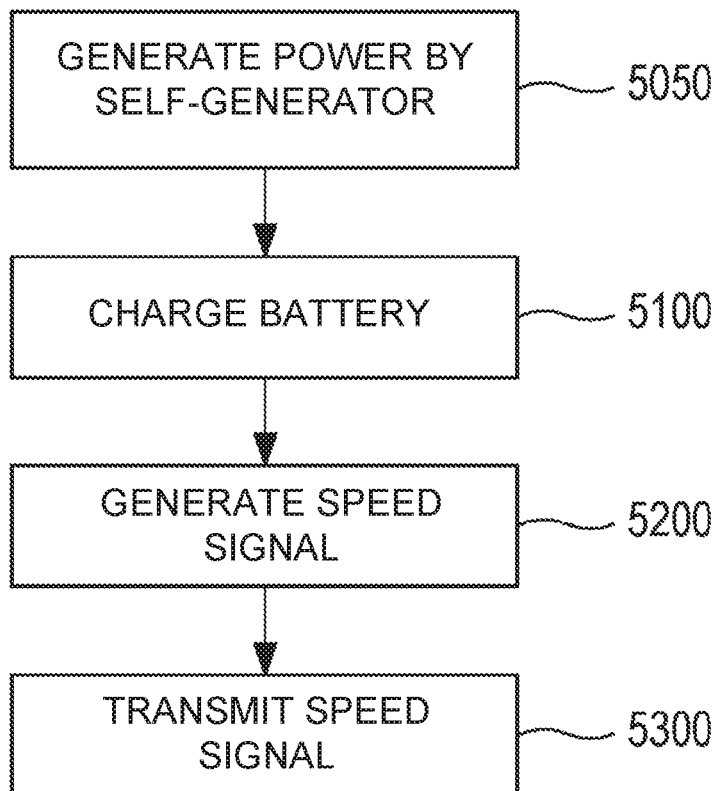 GENERATE POWER BY
SELF-GENERATOR
5050
CHARGE BATTERY
5100
GENERATE SPEED
SIGNAL
5200
TRANSMIT SPEED
SIGNAL
5300